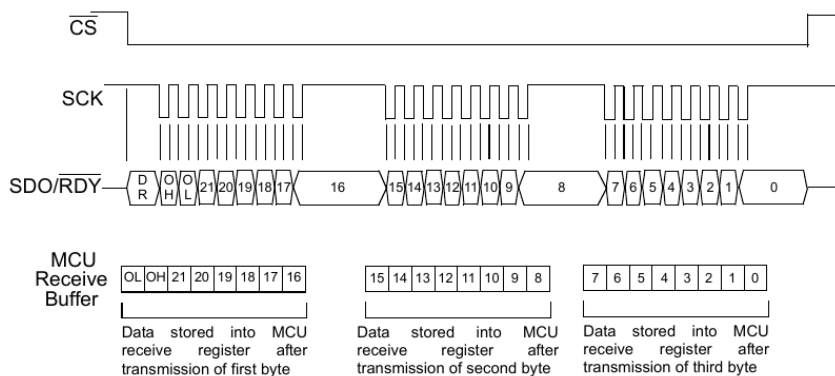 CS
SCK
SDO/RDY
DR OH OL 21 20 19 18 17 16 15 14 13 12 11 10 9 8 7 6 5 4 3 2 1 0
MCU
Receive
Buffer
OL OH 21 20 19 18 17 16
15 14 13 12 11 10 9 8
7 6 5 4 3 2 1 0
Data stored into MCU
receive register after
transmission of first byte
Data stored into MCU
receive register after
transmission of second byte
Data stored into MCU
receive register after
transmission of third byte